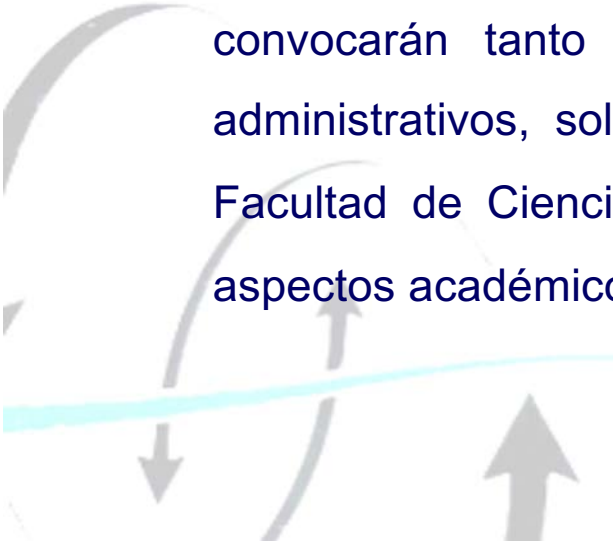 convocarán tanto
administrativos, sol
Facultad de Cienci
aspectos académico